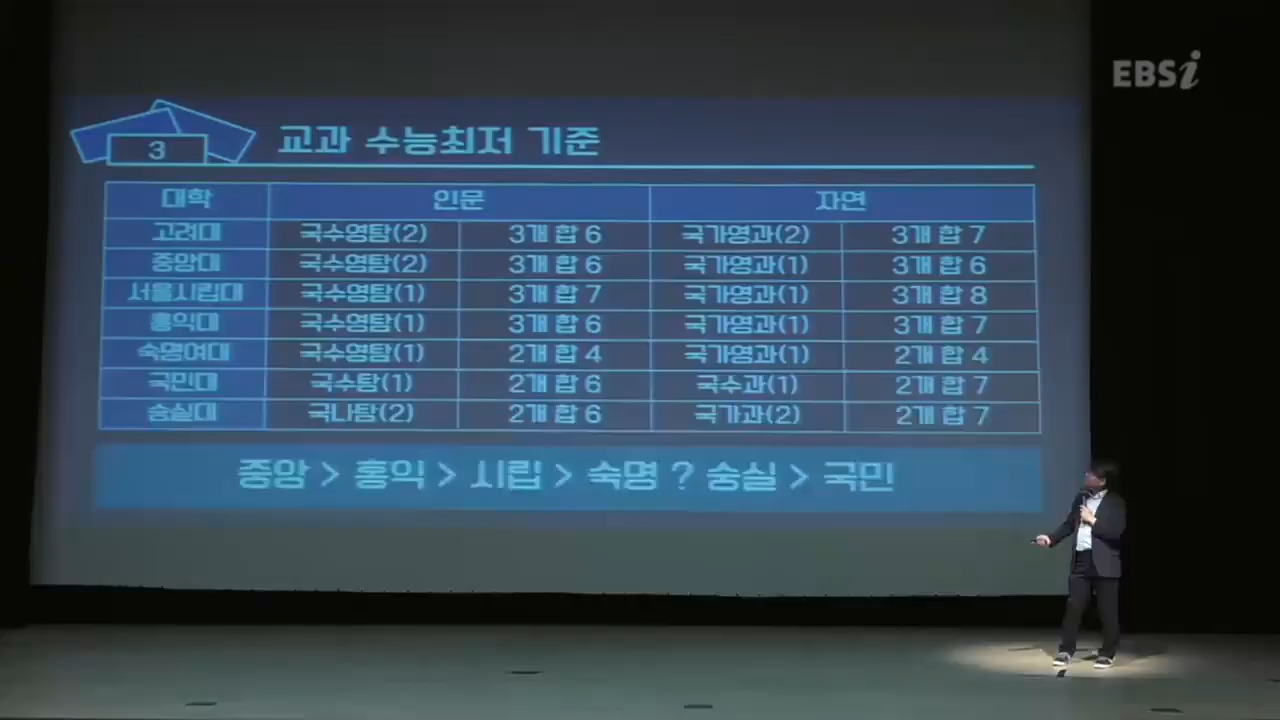 EBSi
3 교과 수능최저 기준
대학 인문 자연
고려대 국수영탐(2) 3개 합 6 국가영과(2) 3개 합 7
중앙대 국수영탐(2) 3개 합 6 국가영과(1) 3개 합 6
서울시립대 국수영탐(1) 3개 합 7 국가영과(1) 3개 합 8
홍익대 국수영탐(1) 3개 합 6 국가영과(1) 3개 합 7
숙명여대 국수영탐(1) 2개 합 4 국가영과(1) 2개 합 4
국민대 국수탐(1) 2개 합 6 국수과(1) 2개 합 7
숭실대 국나탐(2) 2개 합 6 국가과(2) 2개 합 7
중앙 > 홍익 > 시립 > 숙명 ? 숭실 > 국민